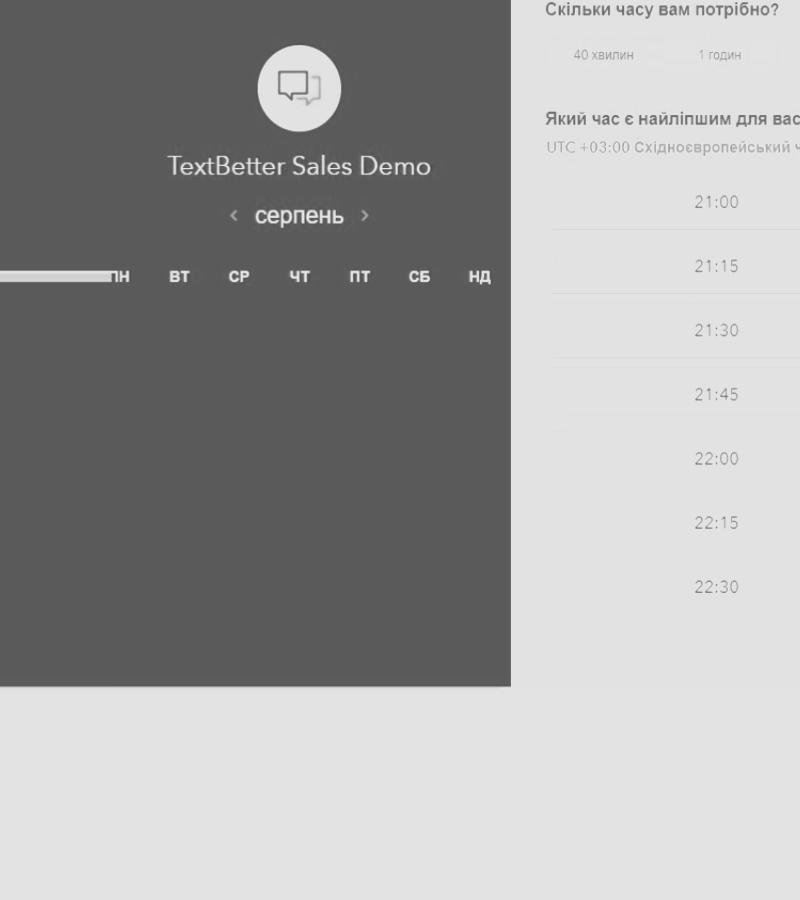 TextBetter Sales Demo
< серпень >
ПН ВТ СР ЧТ ПТ СБ НД
Скільки часу вам потрібно?
40 хвилин 1 годин
Який час є найліпшим для вас
UTC +03:00 Східноєвропейський ч
21:00
21:15
21:30
21:45
22:00
22:15
22:30